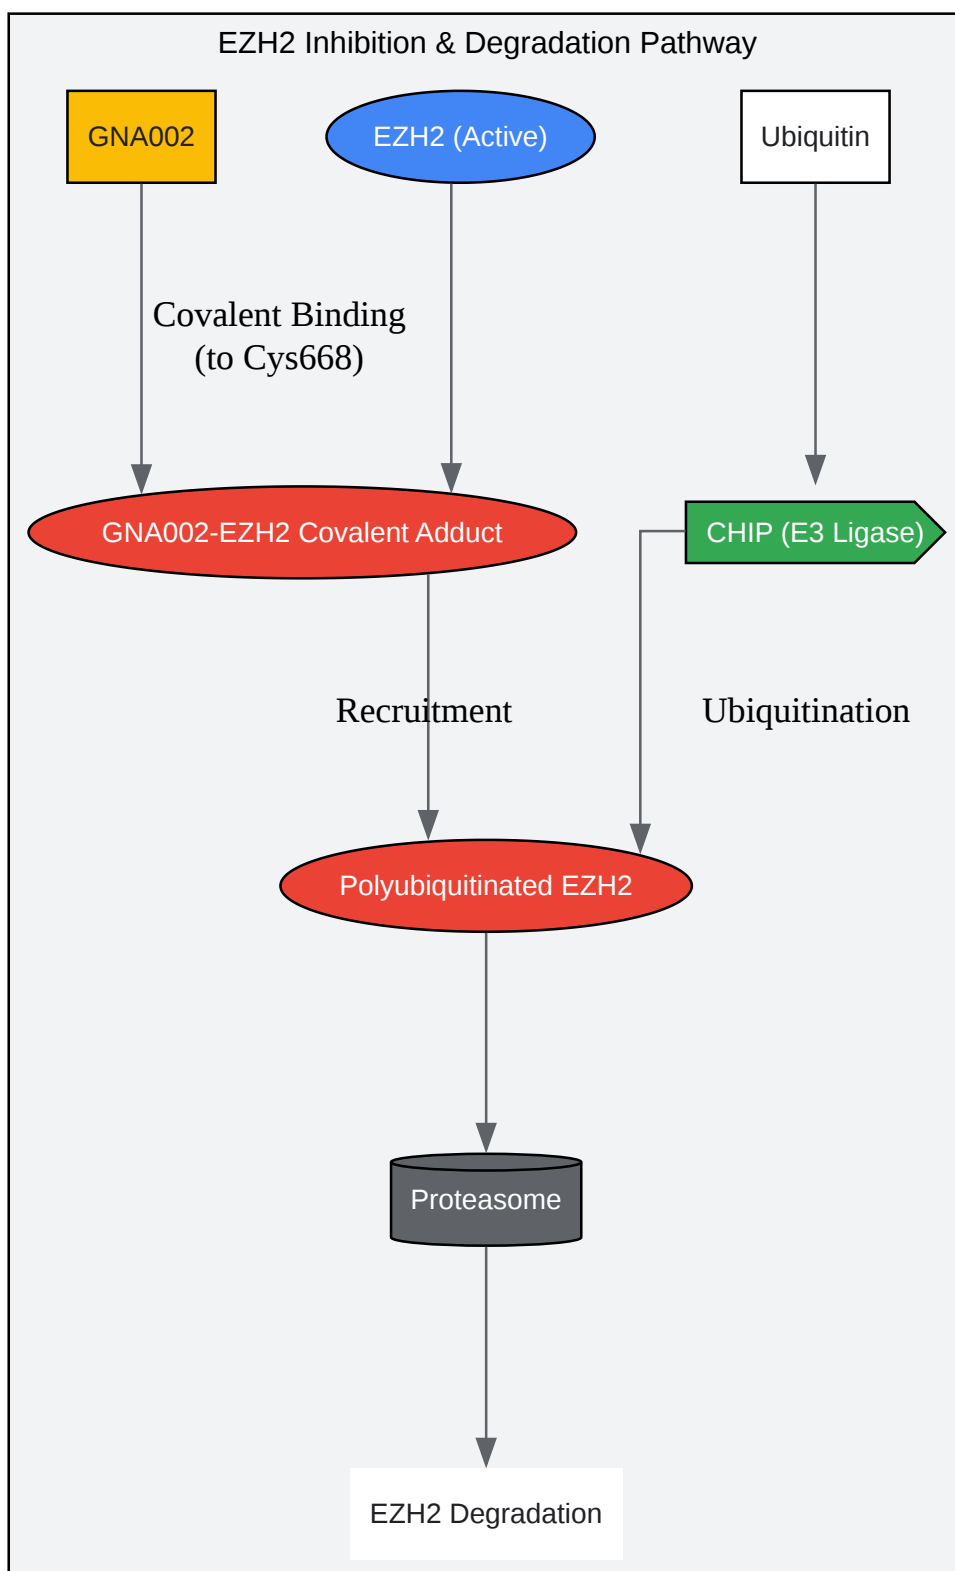 EZH2 Inhibition & Degradation Pathway
GNA002
EZH2 (Active)
Ubiquitin
Covalent Binding
(to Cys668)
GNA002-EZH2 Covalent Adduct
CHIP (E3 Ligase)
Recruitment
Ubiquitination
Polyubiquitinated EZH2
Proteasome
EZH2 Degradation